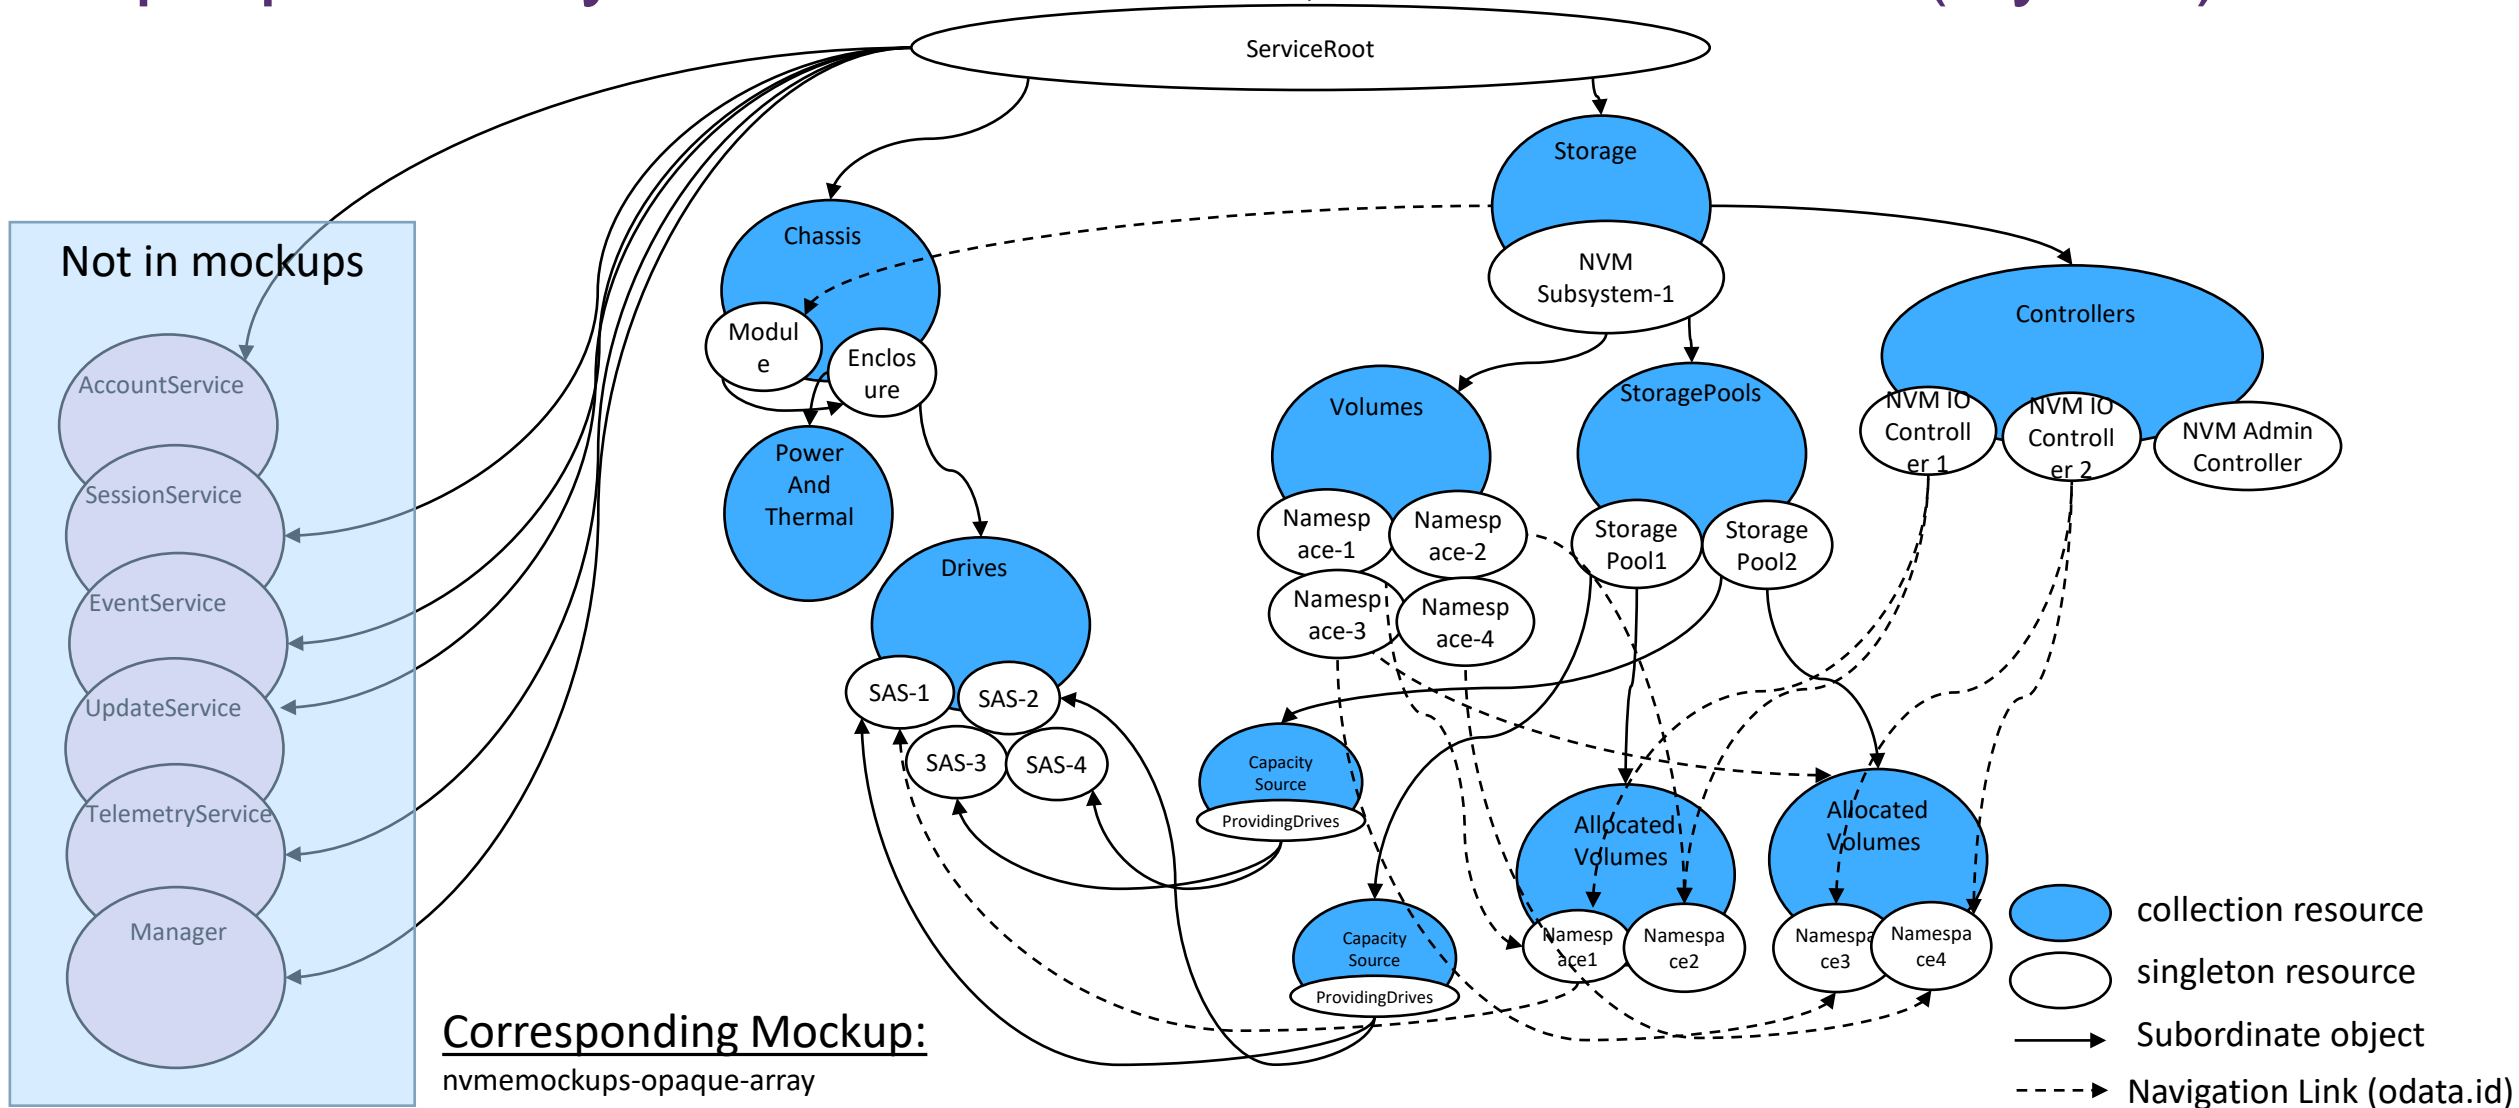 ServiceRoot
Storage
NVM
Subsystem-1
Chassis
Modul
e
Enclos
ure
Power
And
Thermal
Not in mockups
AccountService
SessionService
EventService
UpdateService
TelemetryService
Manager
Controllers
NVM IO
Controll
er 1
NVM IO
Controll
er 2
NVM Admin
Controller
Volumes
Namesp
ace-1
Namesp
ace-2
Namesp
ace-3
Namesp
ace-4
StoragePools
Storage
Pool1
Storage
Pool2
Drives
SAS-1
SAS-2
SAS-3
SAS-4
Capacity
Source
ProvidingDrives
Capacity
Source
ProvidingDrives
Allocated
Volumes
Namesp
ace1
Namespa
ce2
Allocated
Volumes
Namespa
ce3
Namespa
ce4
collection resource
singleton resource
Subordinate object
Navigation Link (odata.id)
Corresponding Mockup:
nvmemockups-opaque-array